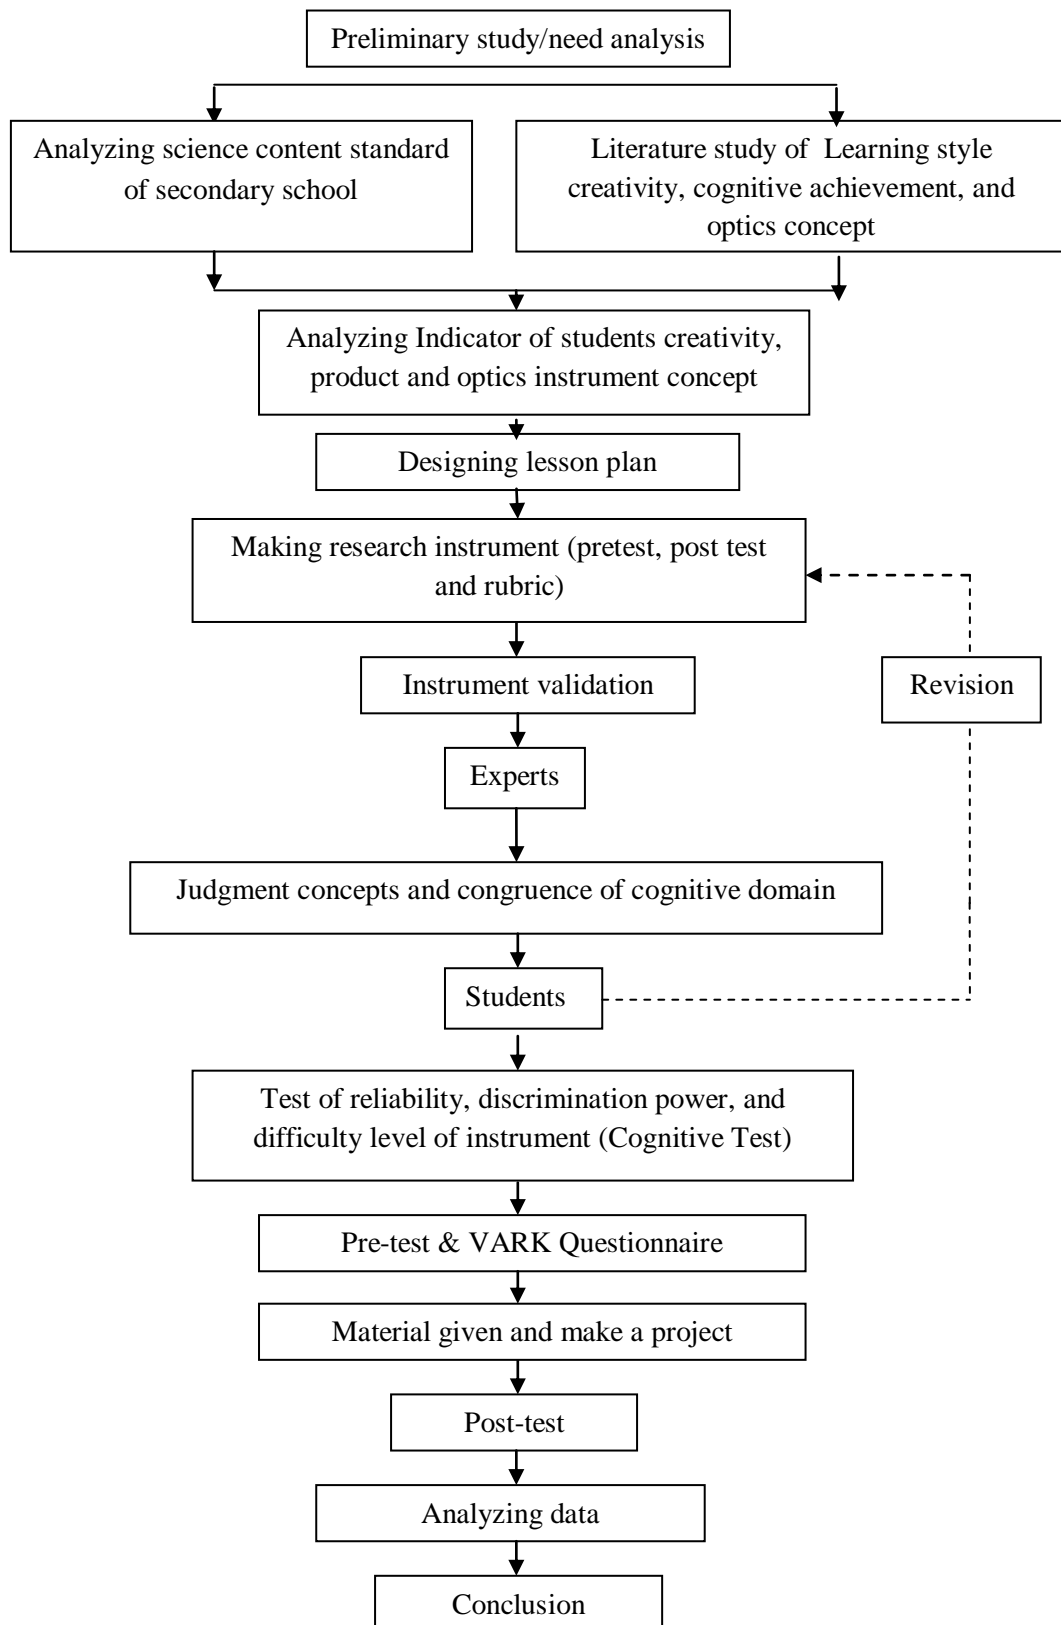 Preliminary study/need analysis
Analyzing science content standard
of secondary school
Literature study of Learning style
creativity, cognitive achievement, and
optics concept
Analyzing Indicator of students creativity,
product and optics instrument concept
Designing lesson plan
Making research instrument (pretest, post test
and rubric)
Instrument validation
Revision
Experts
Judgment concepts and congruence of cognitive domain
Students
Test of reliability, discrimination power, and
difficulty level of instrument (Cognitive Test)
Pre-test & VARK Questionnaire
Material given and make a project
Post-test
Analyzing data
Conclusion